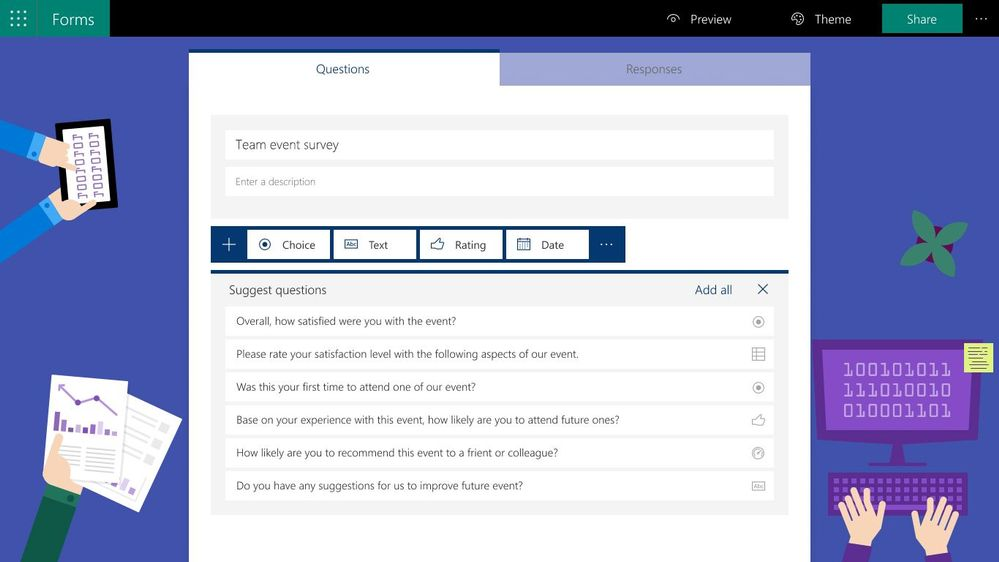 Forms
Preview
Theme
Share
Questions
Responses
Team event survey
Enter a description
Choice
Abc Text
Rating
Date
Suggest questions
Add all
Overall, how satisfied were you with the event?
Please rate your satisfaction level with the following aspects of our event.
Was this your first time to attend one of our event?
Base on your experience with this event, how likely are you to attend future ones?
How likely are you to recommend this event to a frient or colleague?
Do you have any suggestions for us to improve future event?
Abc
100101011
111010010
010001101